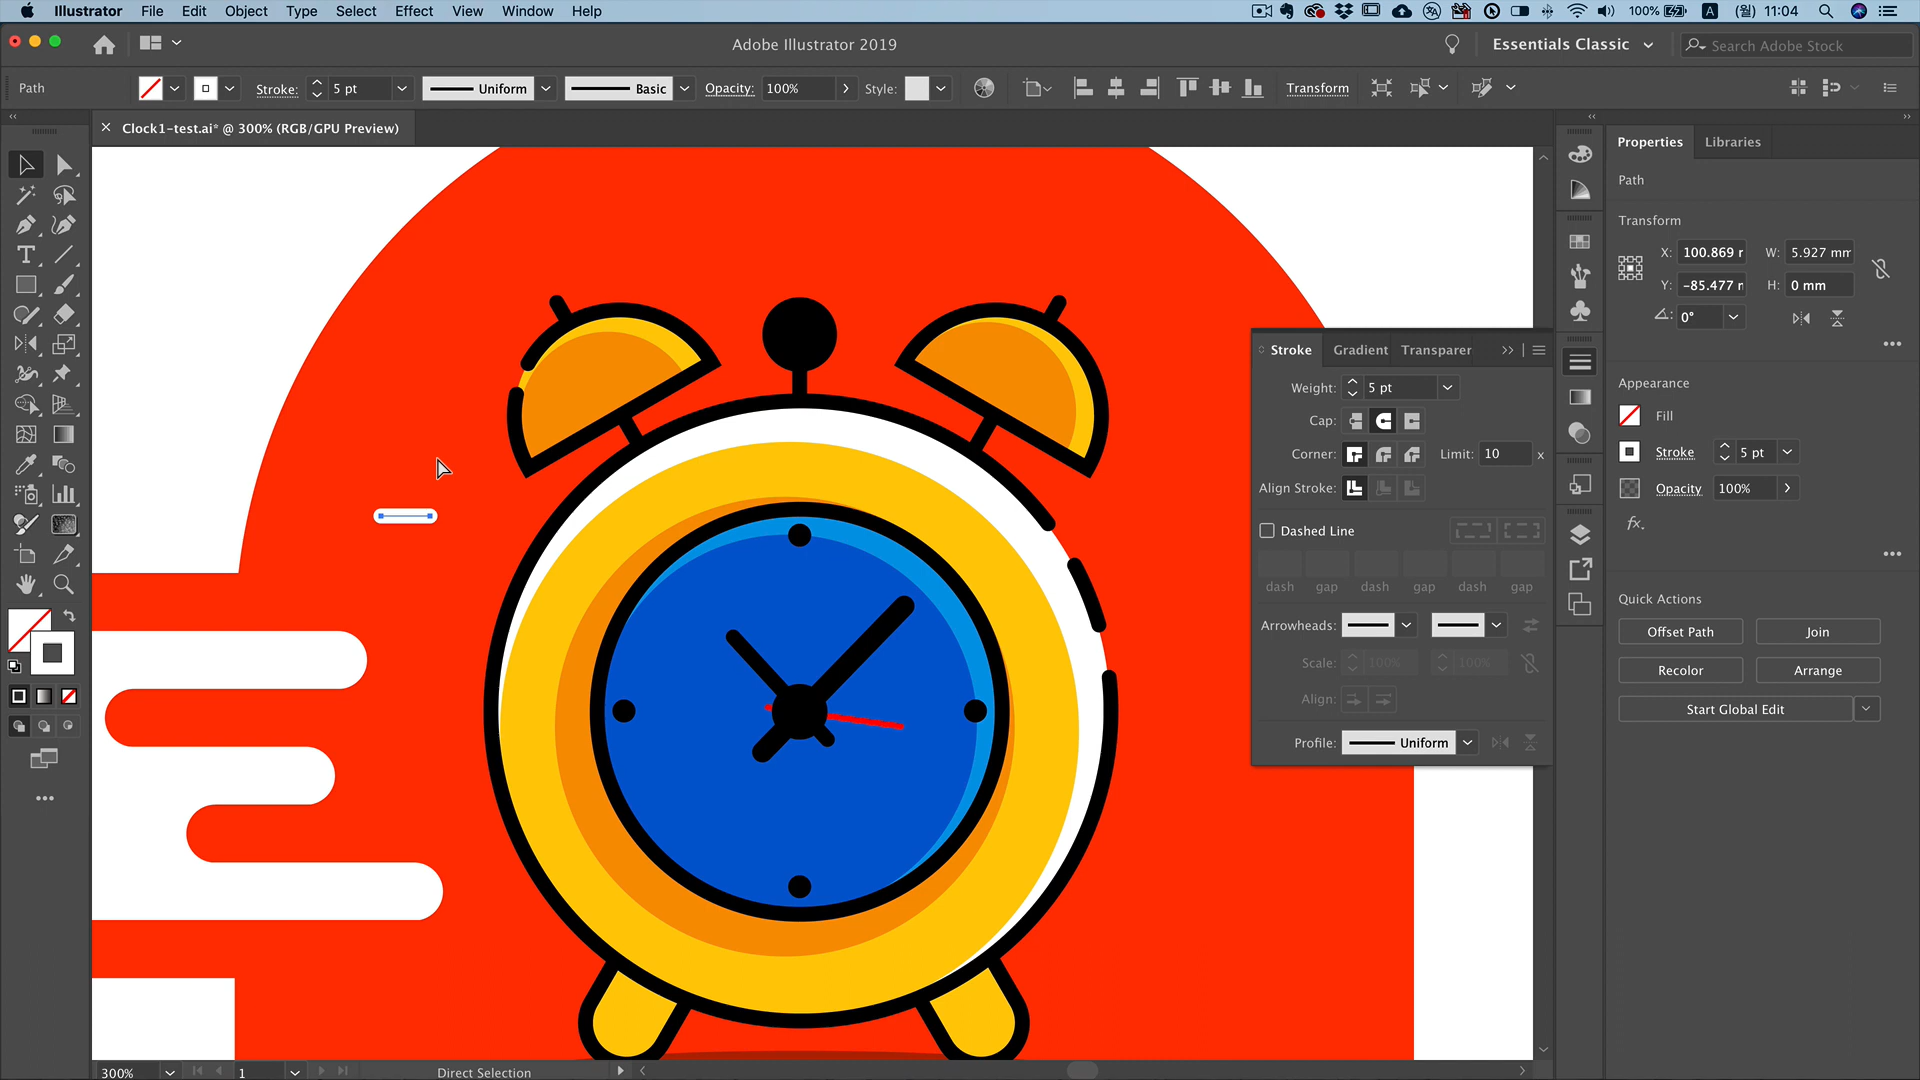 Illustrator File Edit Object Type Select Effect View Window Help 100% A (월) 11:04
Adobe Illustrator 2019 Essentials Classic Search Adobe Stock
Path Stroke: 5 pt Uniform Basic Opacity: 100% Style: Transform
× Clock1-test.ai* @ 300% (RGB/GPU Preview)
Properties Libraries
Path
Transform
X: 100.869 r W: 5.927 mm
Y: -85.477 r H: 0 mm
0°
Appearance
Fill
Stroke 5 pt
Opacity 100%
fx.
Quick Actions
Offset Path Join
Recolor Arrange
Start Global Edit
Stroke Gradient Transparer
Weight: 5 pt
Cap:
Corner: Limit: 10 x
Align Stroke:
Dashed Line
dash gap dash gap dash gap
Arrowheads:
Scale: 100% 100%
Align:
Profile: Uniform
300% 1 Direct Selection